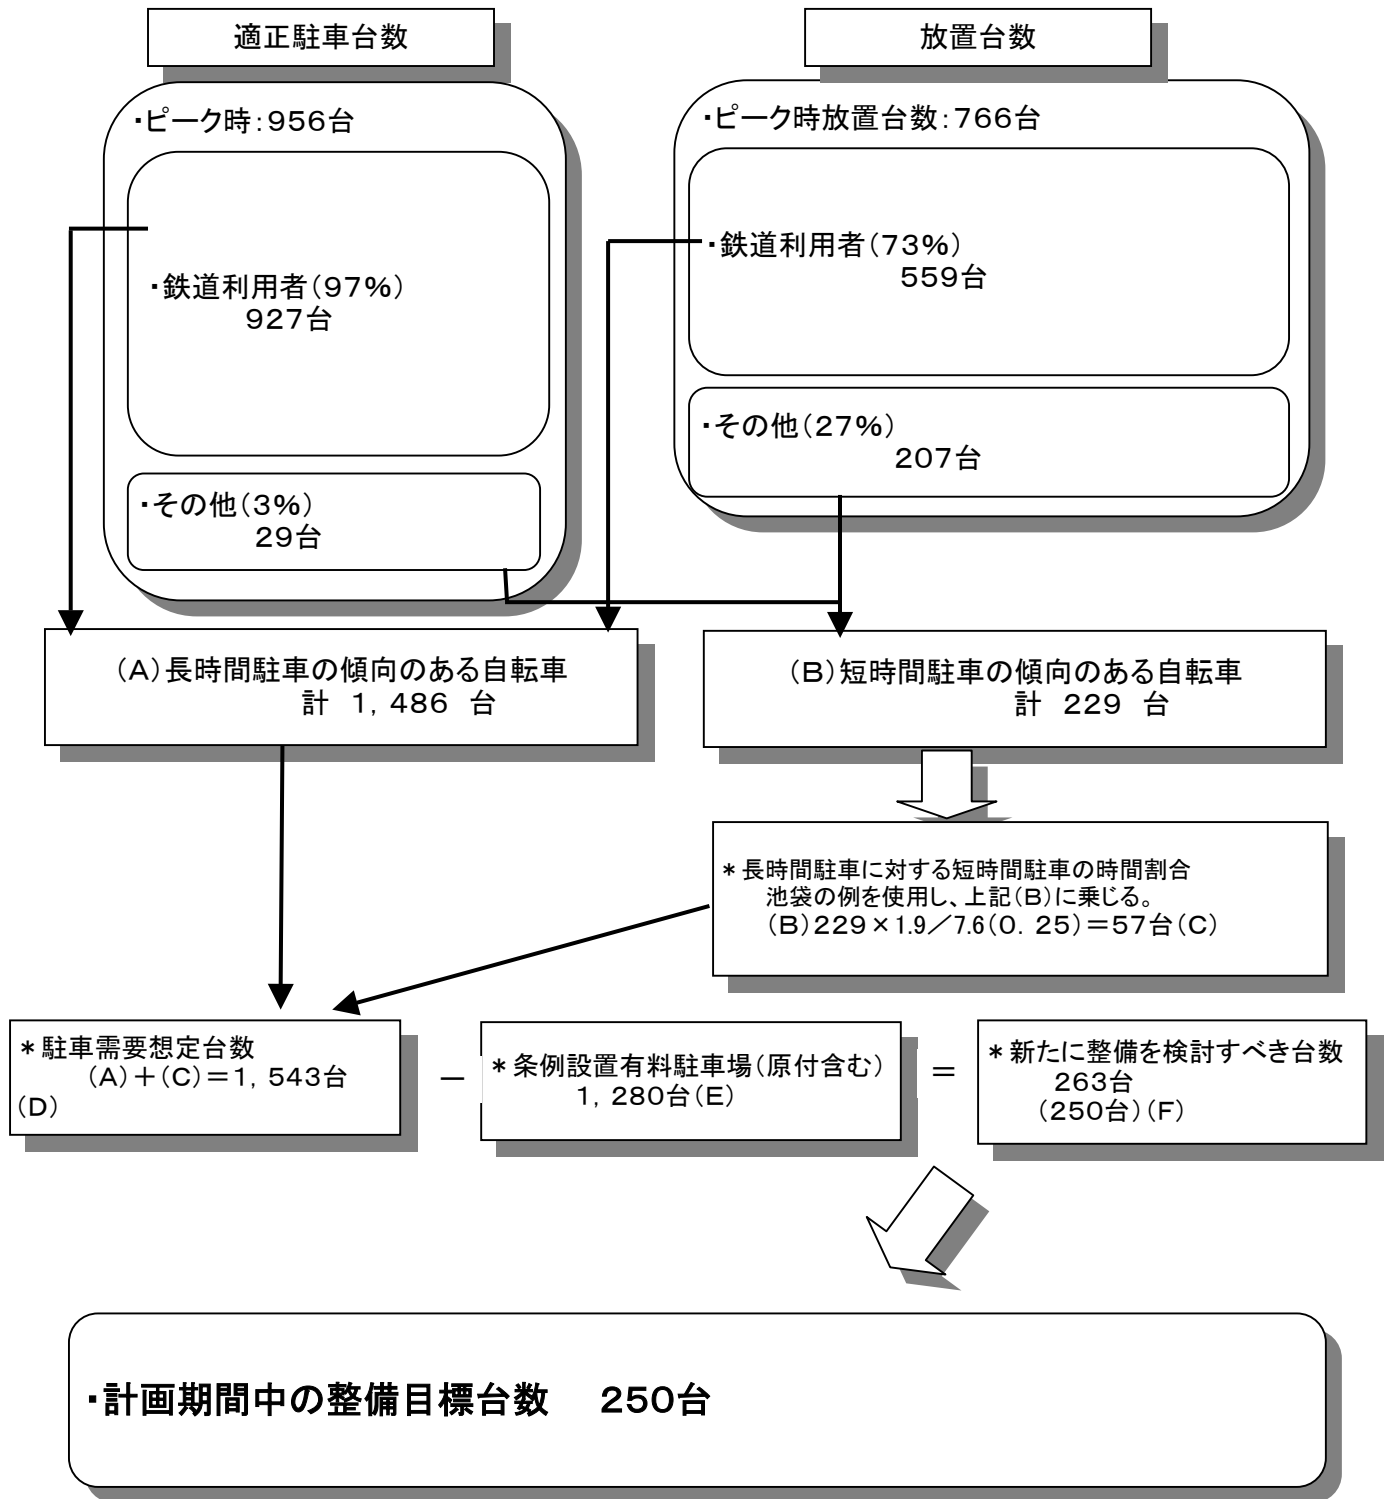 適正駐車台数
放置台数
・ピーク時：956台
・ピーク時放置台数：766台
・鉄道利用者（97%）
927台
・鉄道利用者（73%）
559台
・その他（3%）
29台
・その他（27%）
207台
（A）長時間駐車の傾向のある自転車
計　1，486　台
（B）短時間駐車の傾向のある自転車
計　229　台
＊長時間駐車に対する短時間駐車の時間割合
池袋の例を使用し、上記（B）に乗じる。
（B）229×1.9／7.6（0．25）＝57台（C）
＊駐車需要想定台数
（A）＋（C）＝1，543台
（D）
－
＊条例設置有料駐車場（原付含む）
1，280台（E）
＝
＊新たに整備を検討すべき台数
263台
（250台）（F）
・計画期間中の整備目標台数　250台